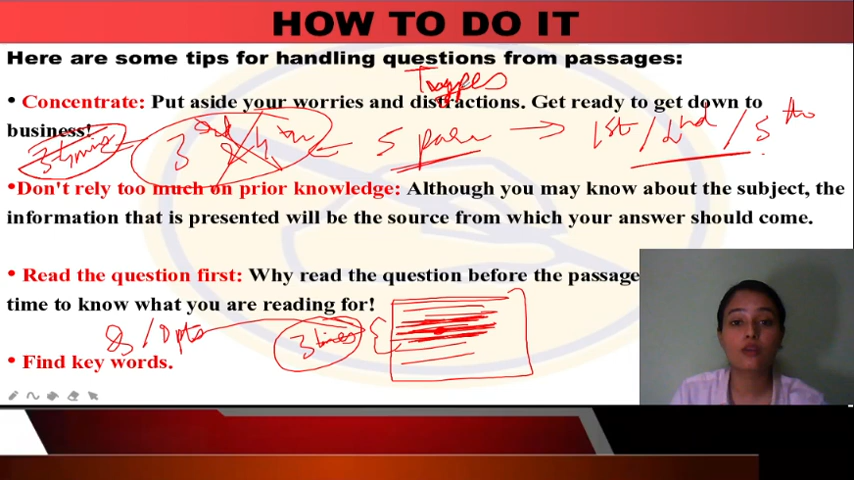 HOW TO DO IT
Here are some tips for handling questions from passages:
• Concentrate: Put aside your worries and distractions. Get ready to get down to
business!
3 times 3rd & 4th 5 para → 1st / 2nd / 5th
•Don't rely too much on prior knowledge: Although you may know about the subject, the
information that is presented will be the source from which your answer should come.
• Read the question first: Why read the question before the passage
time to know what you are reading for!
3 times
• Find key words.